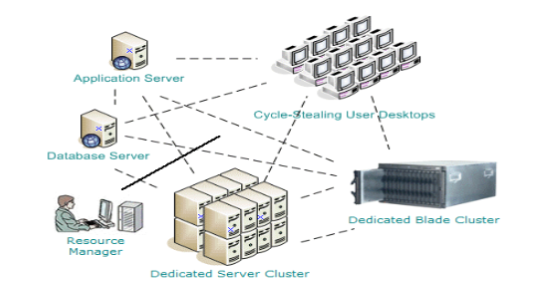 Application Server
Cycle-Stealing User Desktops
Database Server
Dedicated Blade Cluster
Resource
Manager
Dedicated Server Cluster